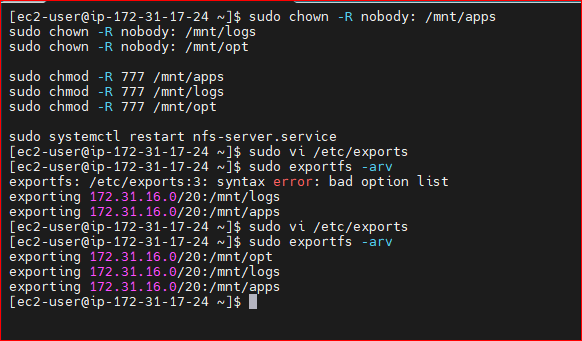 [ec2-user@ip-172-31-17-24 ~]$ sudo chown -R nobody: /mnt/apps
sudo chown -R nobody: /mnt/logs
sudo chown -R nobody: /mnt/opt
sudo chmod -R 777 /mnt/apps
sudo chmod -R 777 /mnt/logs
sudo chmod -R 777 /mnt/opt
sudo systemctl restart nfs-server.service
[ec2-user@ip-172-31-17-24 ~]$ sudo vi /etc/exports
[ec2-user@ip-172-31-17-24 ~]$ sudo exportfs -arv
exportfs: /etc/exports:3: syntax error: bad option list
exporting 172.31.16.0/20:/mnt/logs
exporting 172.31.16.0/20:/mnt/apps
[ec2-user@ip-172-31-17-24 ~]$ sudo vi /etc/exports
[ec2-user@ip-172-31-17-24 ~]$ sudo exportfs -arv
exporting 172.31.16.0/20:/mnt/opt
exporting 172.31.16.0/20:/mnt/logs
exporting 172.31.16.0/20:/mnt/apps
[ec2-user@ip-172-31-17-24 ~]$